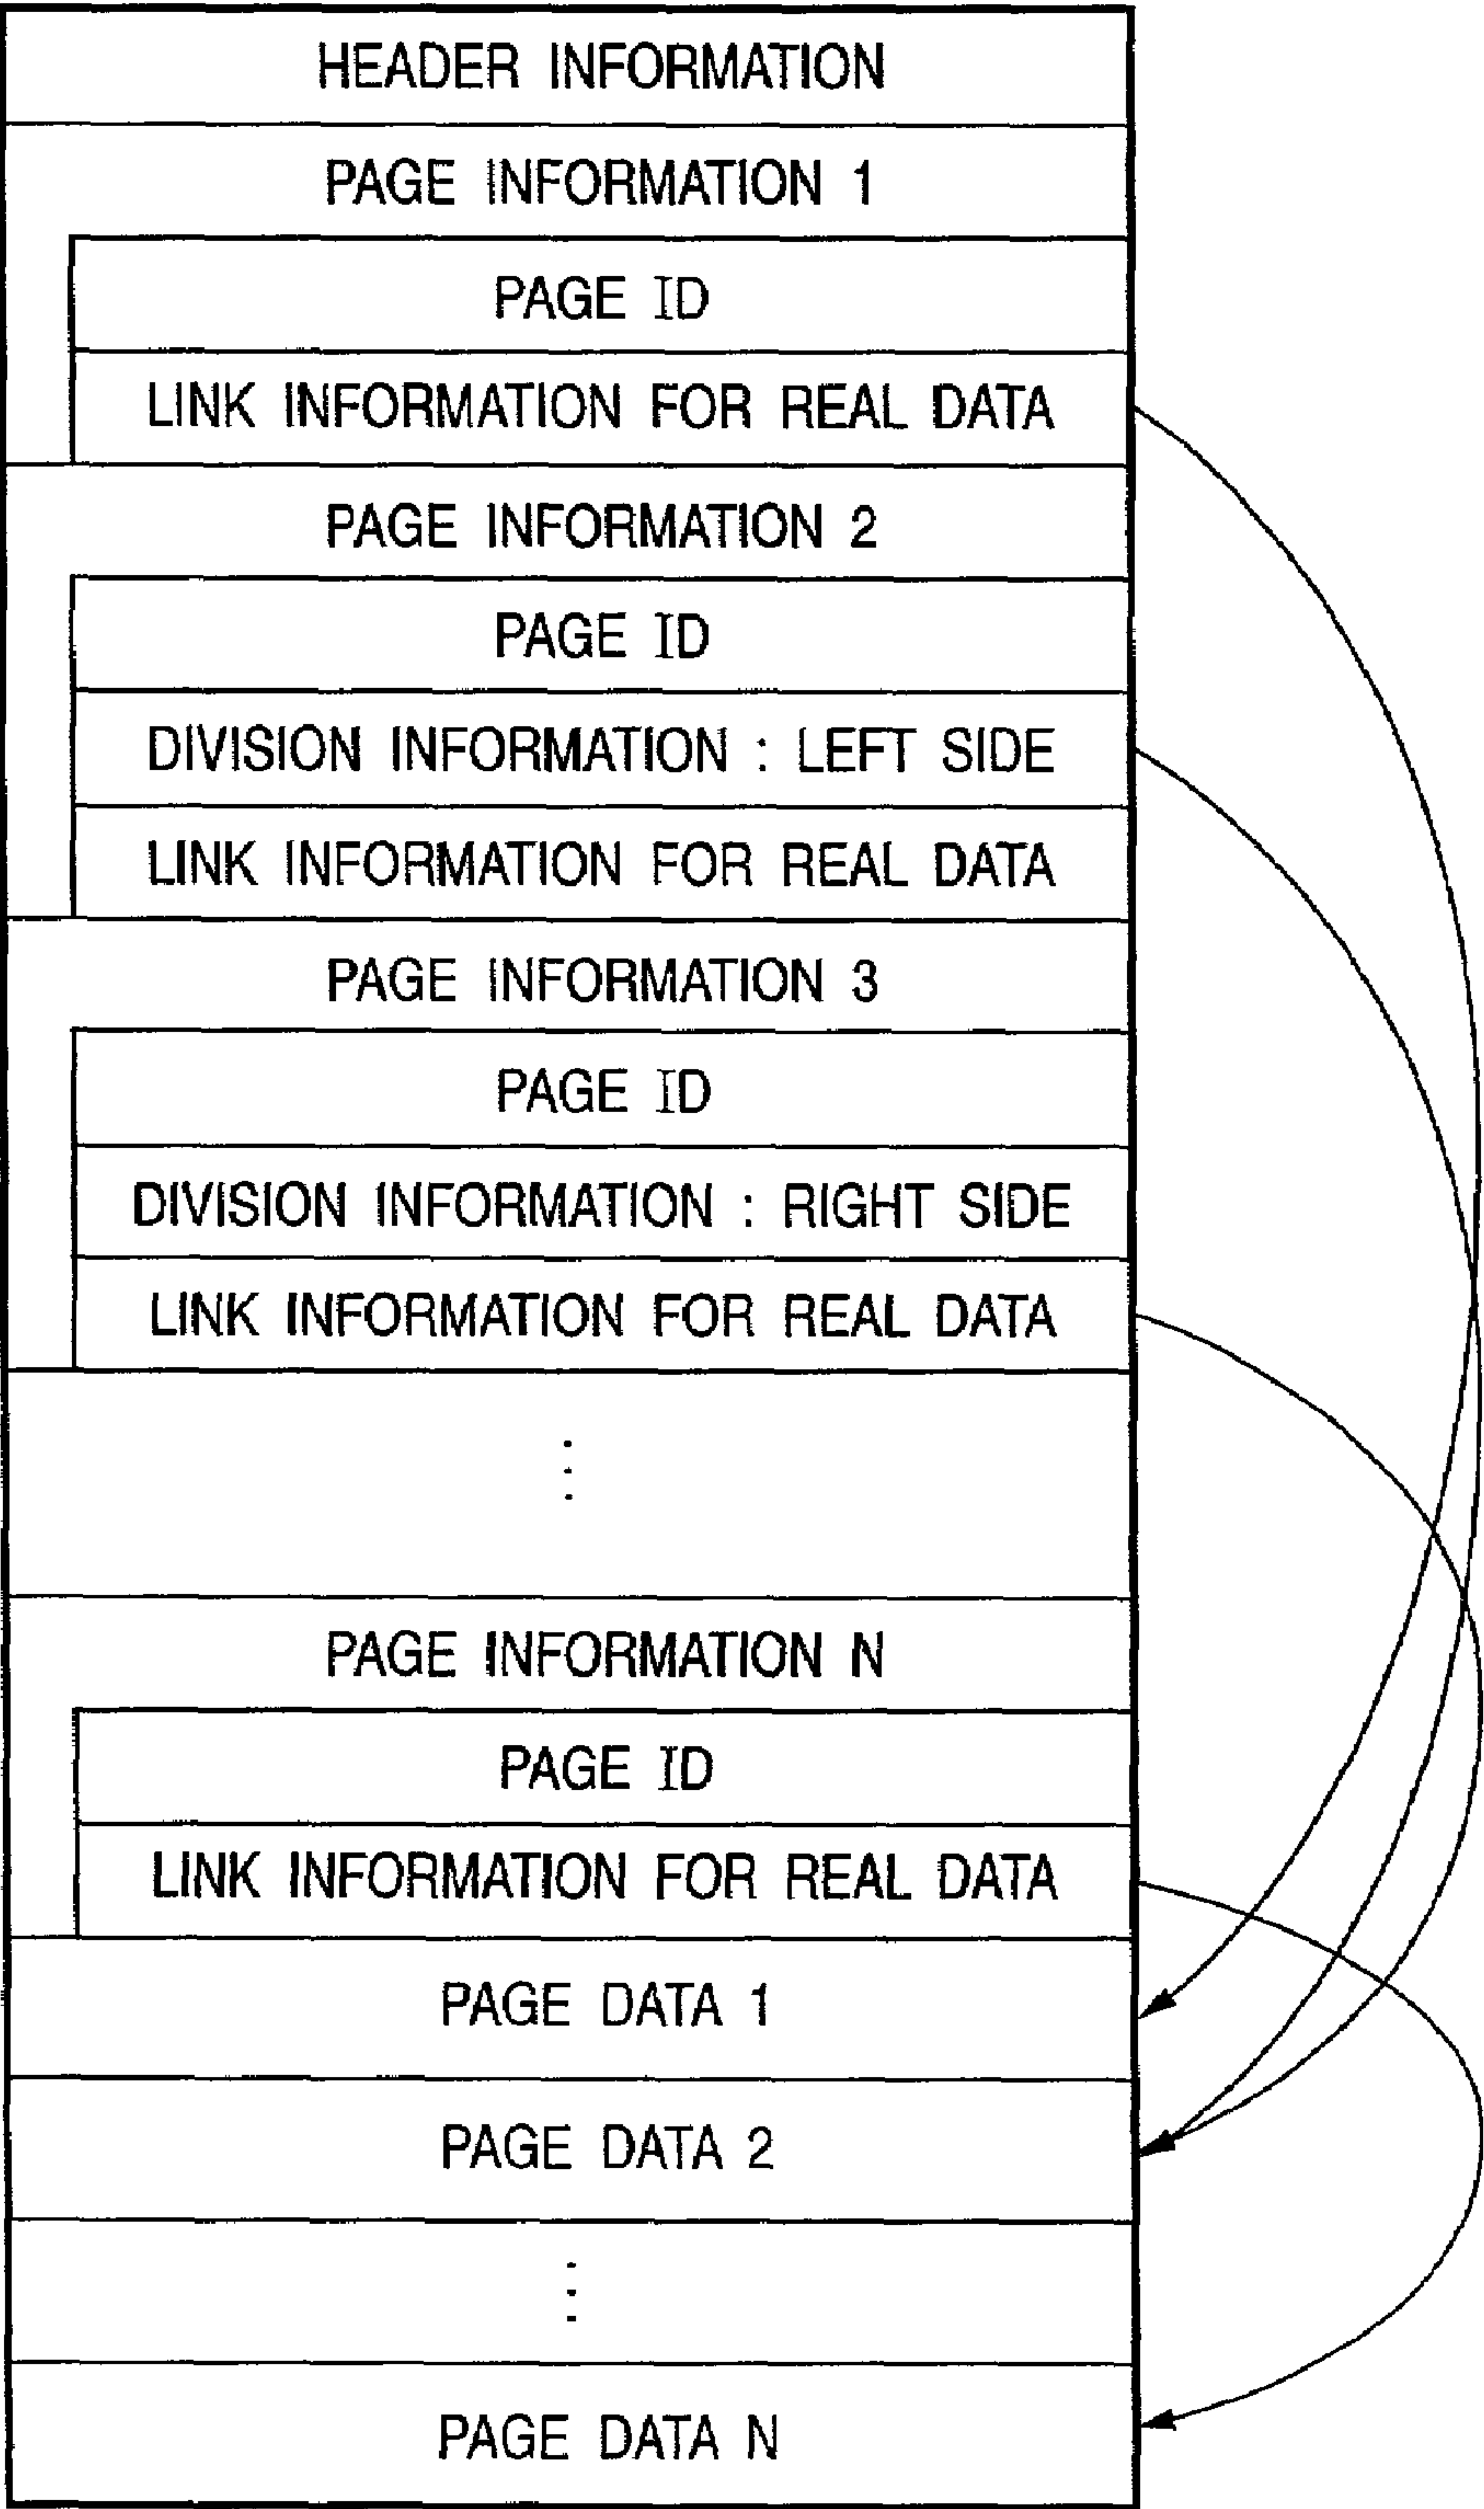 HEADER INFORMATION
PAGE INFORMATION 1
PAGE ID
LINK INFORMATION FOR REAL DATA
PAGE INFORMATION 2
PAGE ID
DIVISION INFORMATION : LEFT SIDE
LINK INFORMATION FOR REAL DATA
PAGE INFORMATION 3
PAGE ID
DIVISION INFORMATION : RIGHT SIDE
LINK INFORMATION FOR REAL DATA
⋮
PAGE INFORMATION N
PAGE ID
LINK INFORMATION FOR REAL DATA
PAGE DATA 1
PAGE DATA 2
⋮
PAGE DATA N